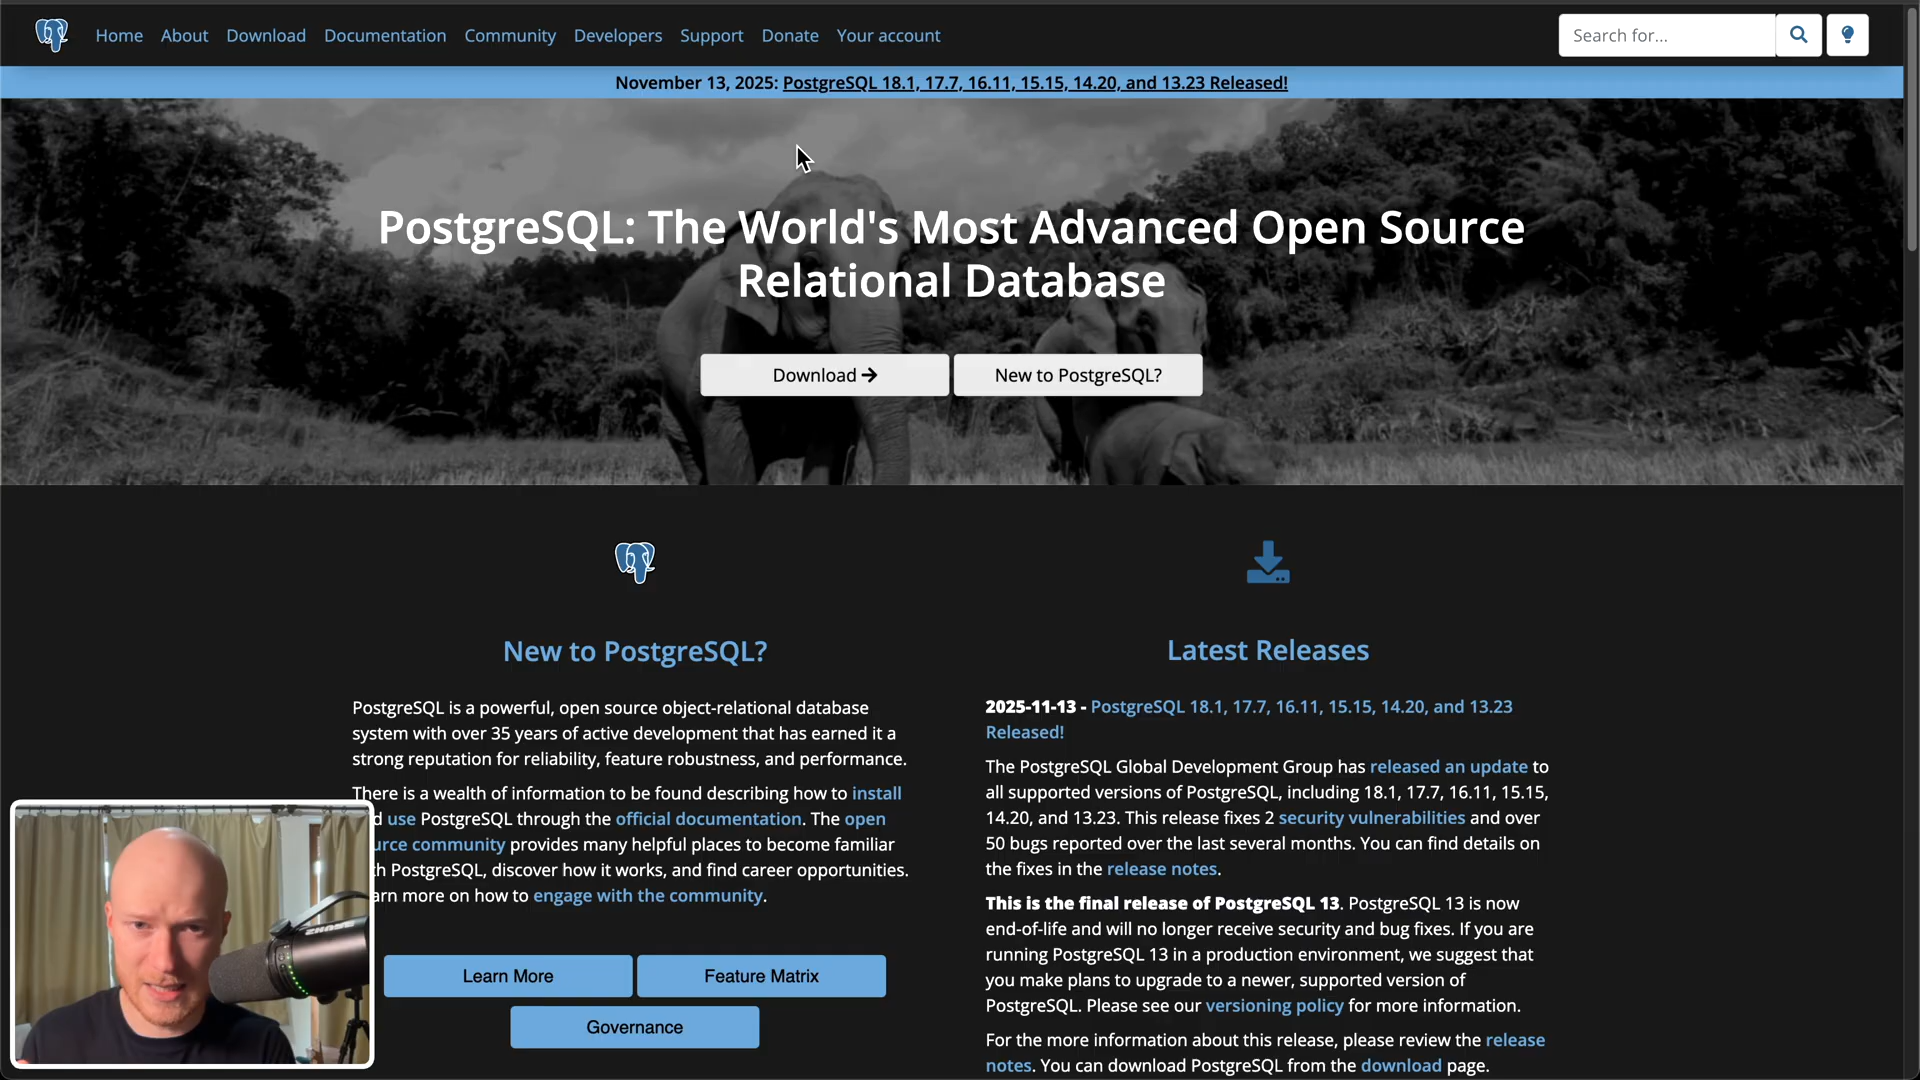 Home About Download Documentation Community Developers Support Donate Your account
Search for...
November 13, 2025: PostgreSQL 18.1, 17.7, 16.11, 15.15, 14.20, and 13.23 Released!
PostgreSQL: The World's Most Advanced Open Source
Relational Database
Download
New to PostgreSQL?
New to PostgreSQL?
PostgreSQL is a powerful, open source object-relational database
system with over 35 years of active development that has earned it a
strong reputation for reliability, feature robustness, and performance.
There is a wealth of information to be found describing how to install
d use PostgreSQL through the official documentation. The open
urce community provides many helpful places to become familiar
h PostgreSQL, discover how it works, and find career opportunities.
arn more on how to engage with the community.
Learn More
Feature Matrix
Governance
Latest Releases
2025-11-13 - PostgreSQL 18.1, 17.7, 16.11, 15.15, 14.20, and 13.23
Released!
The PostgreSQL Global Development Group has released an update to
all supported versions of PostgreSQL, including 18.1, 17.7, 16.11, 15.15,
14.20, and 13.23. This release fixes 2 security vulnerabilities and over
50 bugs reported over the last several months. You can find details on
the fixes in the release notes.
This is the final release of PostgreSQL 13. PostgreSQL 13 is now
end-of-life and will no longer receive security and bug fixes. If you are
running PostgreSQL 13 in a production environment, we suggest that
you make plans to upgrade to a newer, supported version of
PostgreSQL. Please see our versioning policy for more information.
For the more information about this release, please review the release
notes. You can download PostgreSQL from the download page.